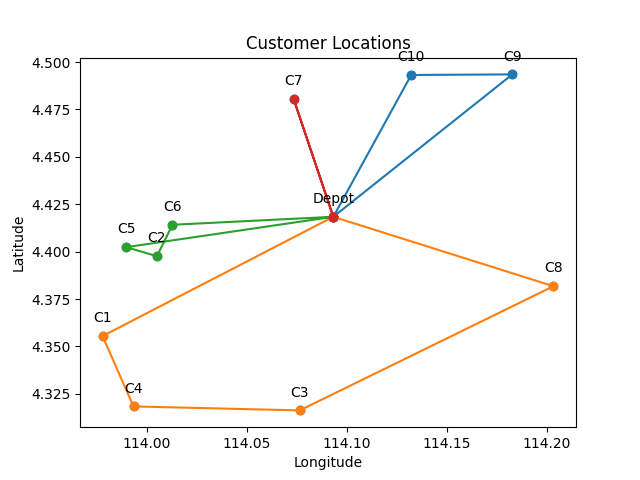 Customer Locations
4.500
4.475
4.450
4.425
4.400
4.375
4.350
4.325
Latitude
C10
C9
C7
Depot
C6
C5
C2
C8
C1
C4
C3
114.00
114.05
114.10
114.15
114.20
Longitude